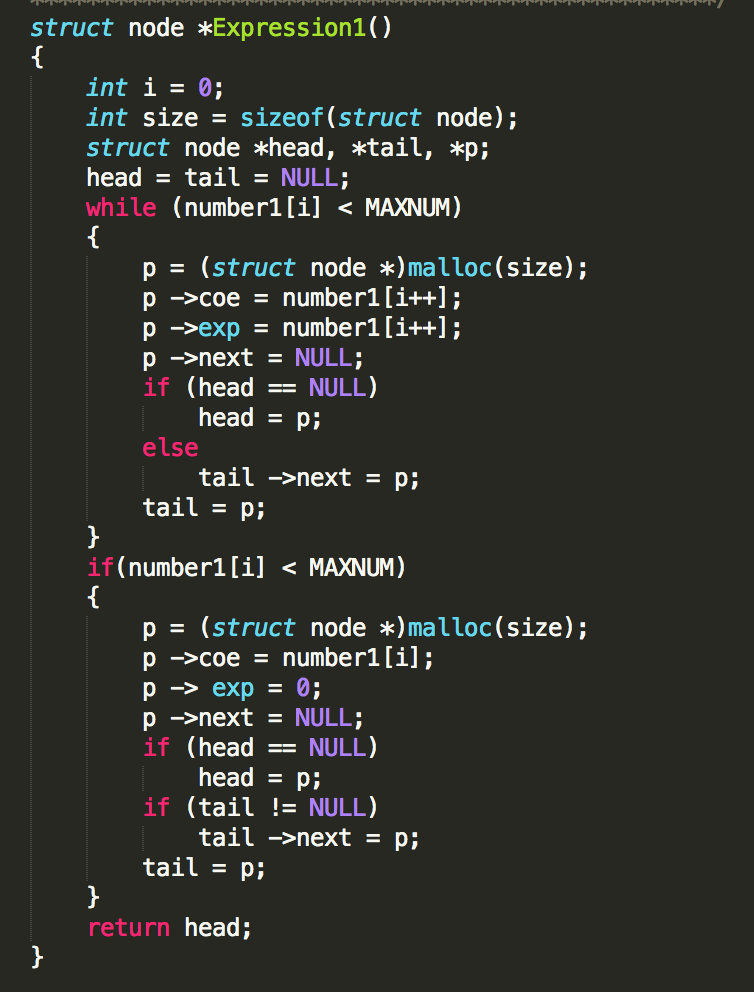 struct node *Expression1()
{
    int i = 0;
    int size = sizeof(struct node);
    struct node *head, *tail, *p;
    head = tail = NULL;
    while (number1[i] < MAXNUM)
    {
        p = (struct node *)malloc(size);
        p ->coe = number1[i++];
        p ->exp = number1[i++];
        p ->next = NULL;
        if (head == NULL)
            head = p;
        else
            tail ->next = p;
        tail = p;
    }
    if(number1[i] < MAXNUM)
    {
        p = (struct node *)malloc(size);
        p ->coe = number1[i];
        p -> exp = 0;
        p ->next = NULL;
        if (head == NULL)
            head = p;
        if (tail != NULL)
            tail ->next = p;
        tail = p;
    }
    return head;
}